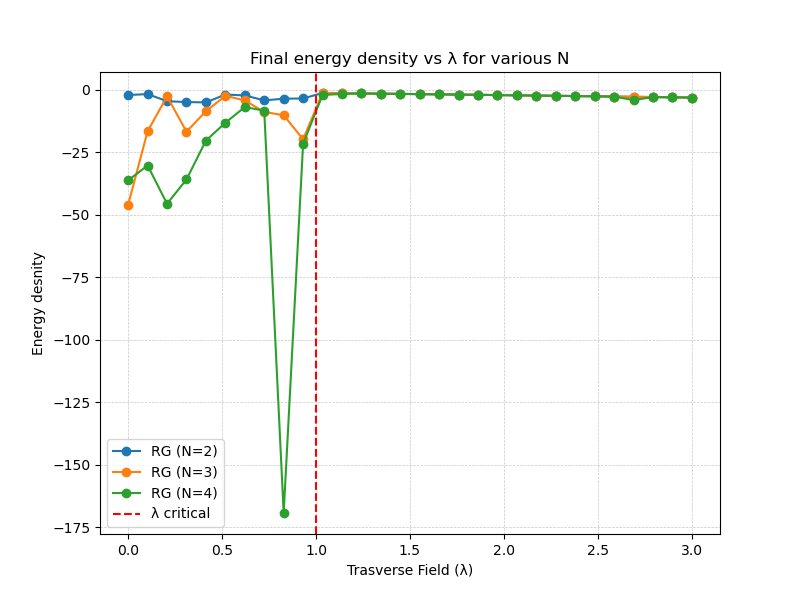 Final energy density vs λ for various N
Energy desnity
0
−25
−50
−75
−100
−125
−150
−175
RG (N=2)
RG (N=3)
RG (N=4)
λ critical
0.0 0.5 1.0 1.5 2.0 2.5 3.0
Trasverse Field (λ)